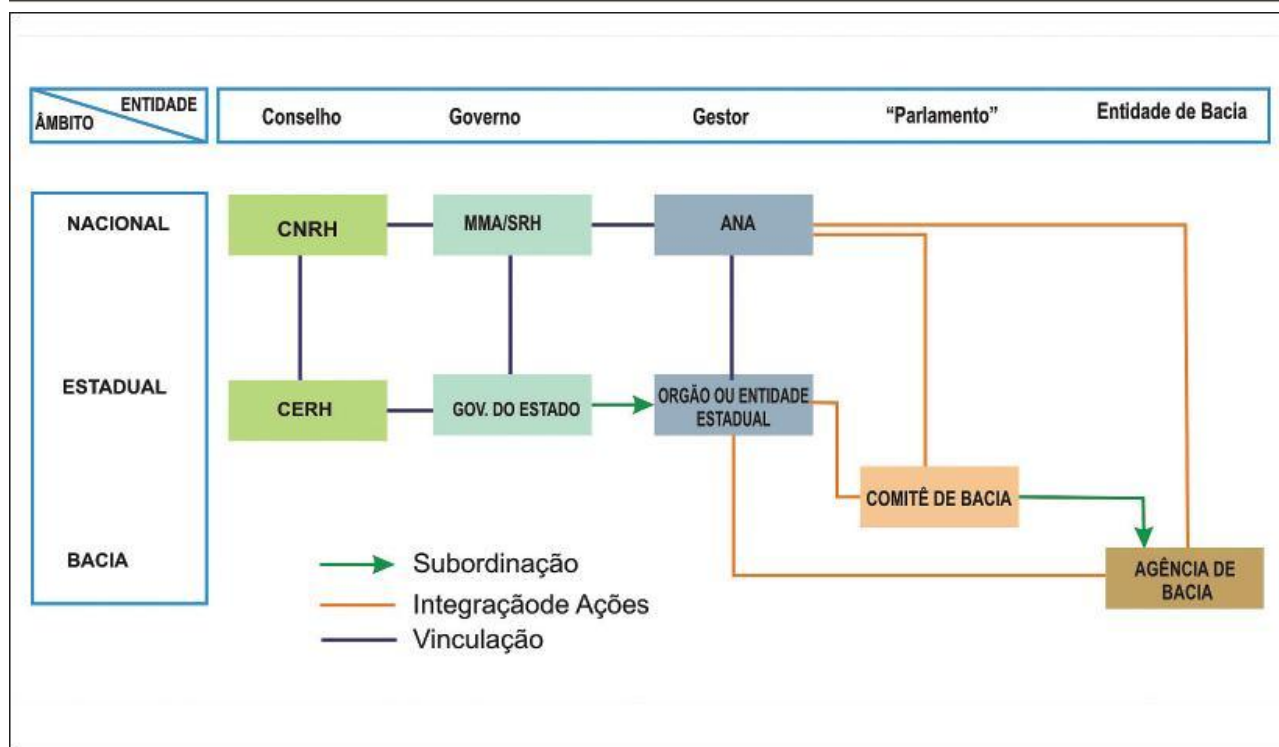 ENTIDADE
ÂMBITO
Conselho
Governo
Gestor
“Parlamento”
Entidade de Bacia
NACIONAL
CNRH
MMA/SRH
ANA
ESTADUAL
CERH
GOV. DO ESTADO
ORGÃO OU ENTIDADE
ESTADUAL
COMITÊ DE BACIA
BACIA
AGÊNCIA DE
BACIA
Subordinação
Integraçãode Ações
Vinculação